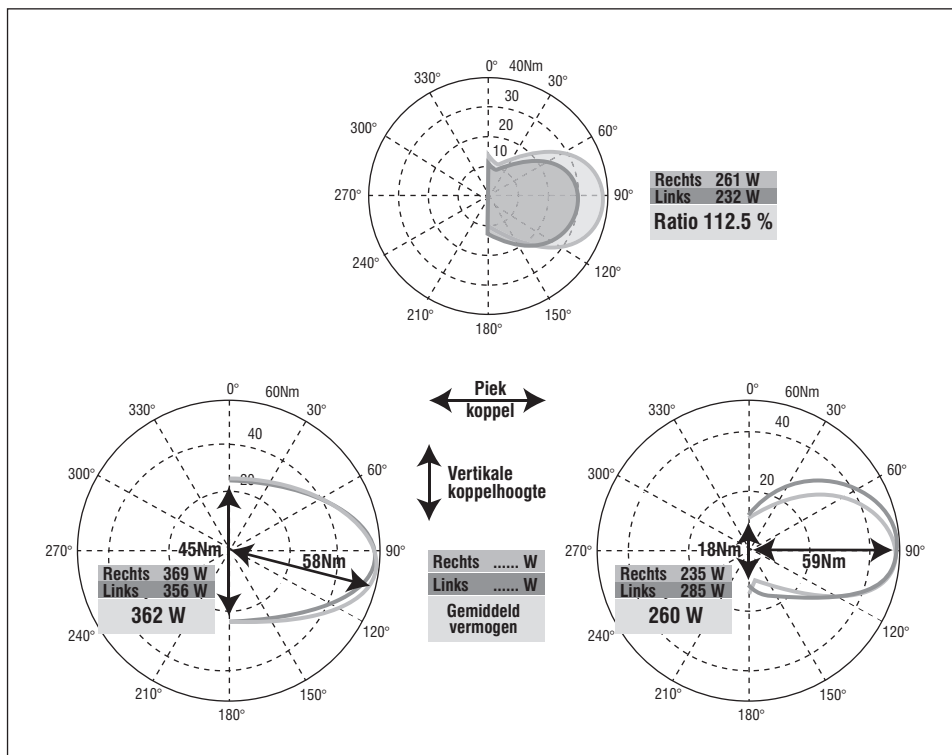 0° 40Nm
330° 30°
30
300° 20 60°
10
270° 90°
Rechts 261 W
Links 232 W
Ratio 112.5 %
240° 120°
210° 150°
180°
0° 60Nm
330° 30°
40
300° 20 60°
45Nm
270° 90°
58Nm
Rechts 369 W
Links 356 W
362 W
240° 120°
210° 150°
180°
Piek
koppel
Vertikale
koppelhoogte
Rechts ...... W
Links ...... W
Gemiddeld
vermogen
0° 60Nm
330° 30°
40
300° 20 60°
18Nm
270° 90°
59Nm
Rechts 235 W
Links 285 W
260 W
240° 120°
210° 150°
180°